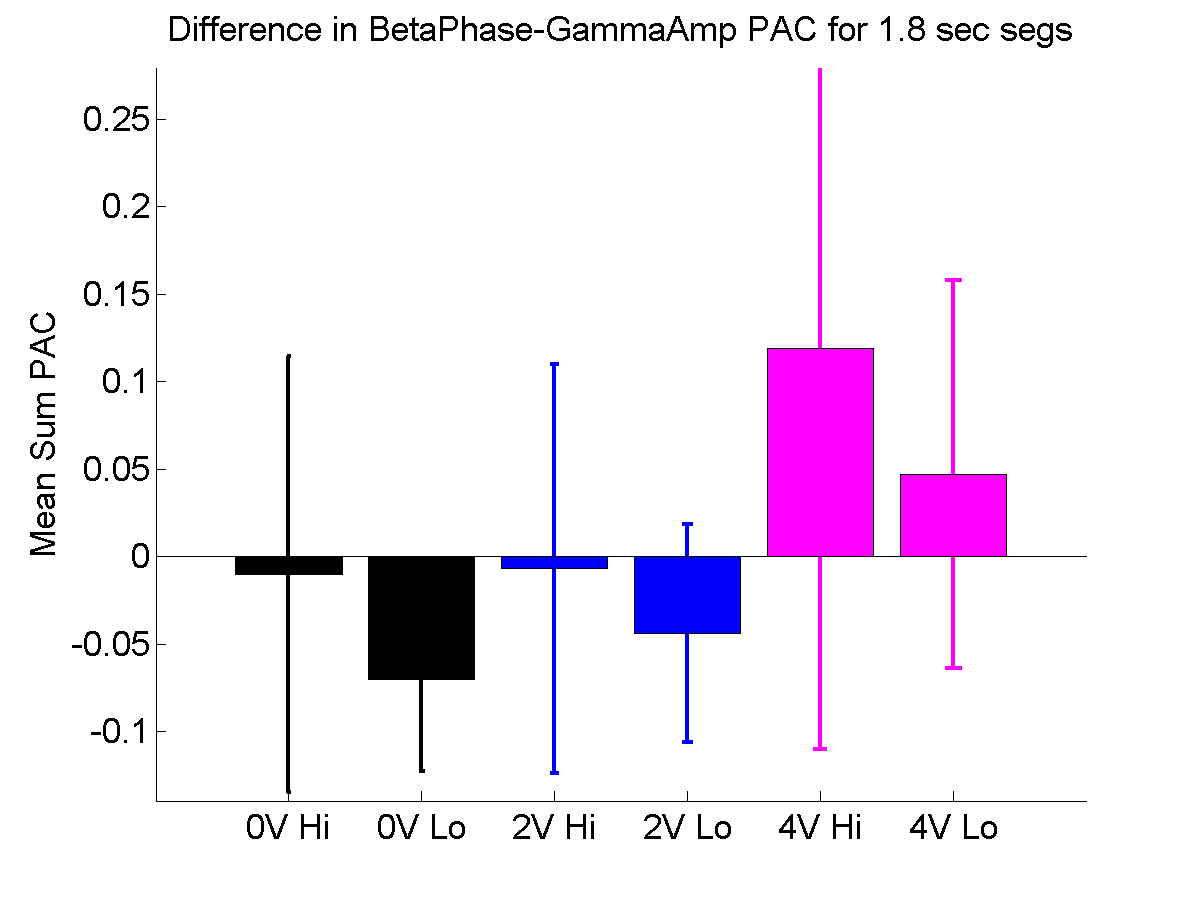 Difference in BetaPhase-GammaAmp PAC for 1.8 sec segs
Mean Sum PAC
0.25
0.2
0.15
0.1
0.05
0
-0.05
-0.1
0V Hi 0V Lo 2V Hi 2V Lo 4V Hi 4V Lo